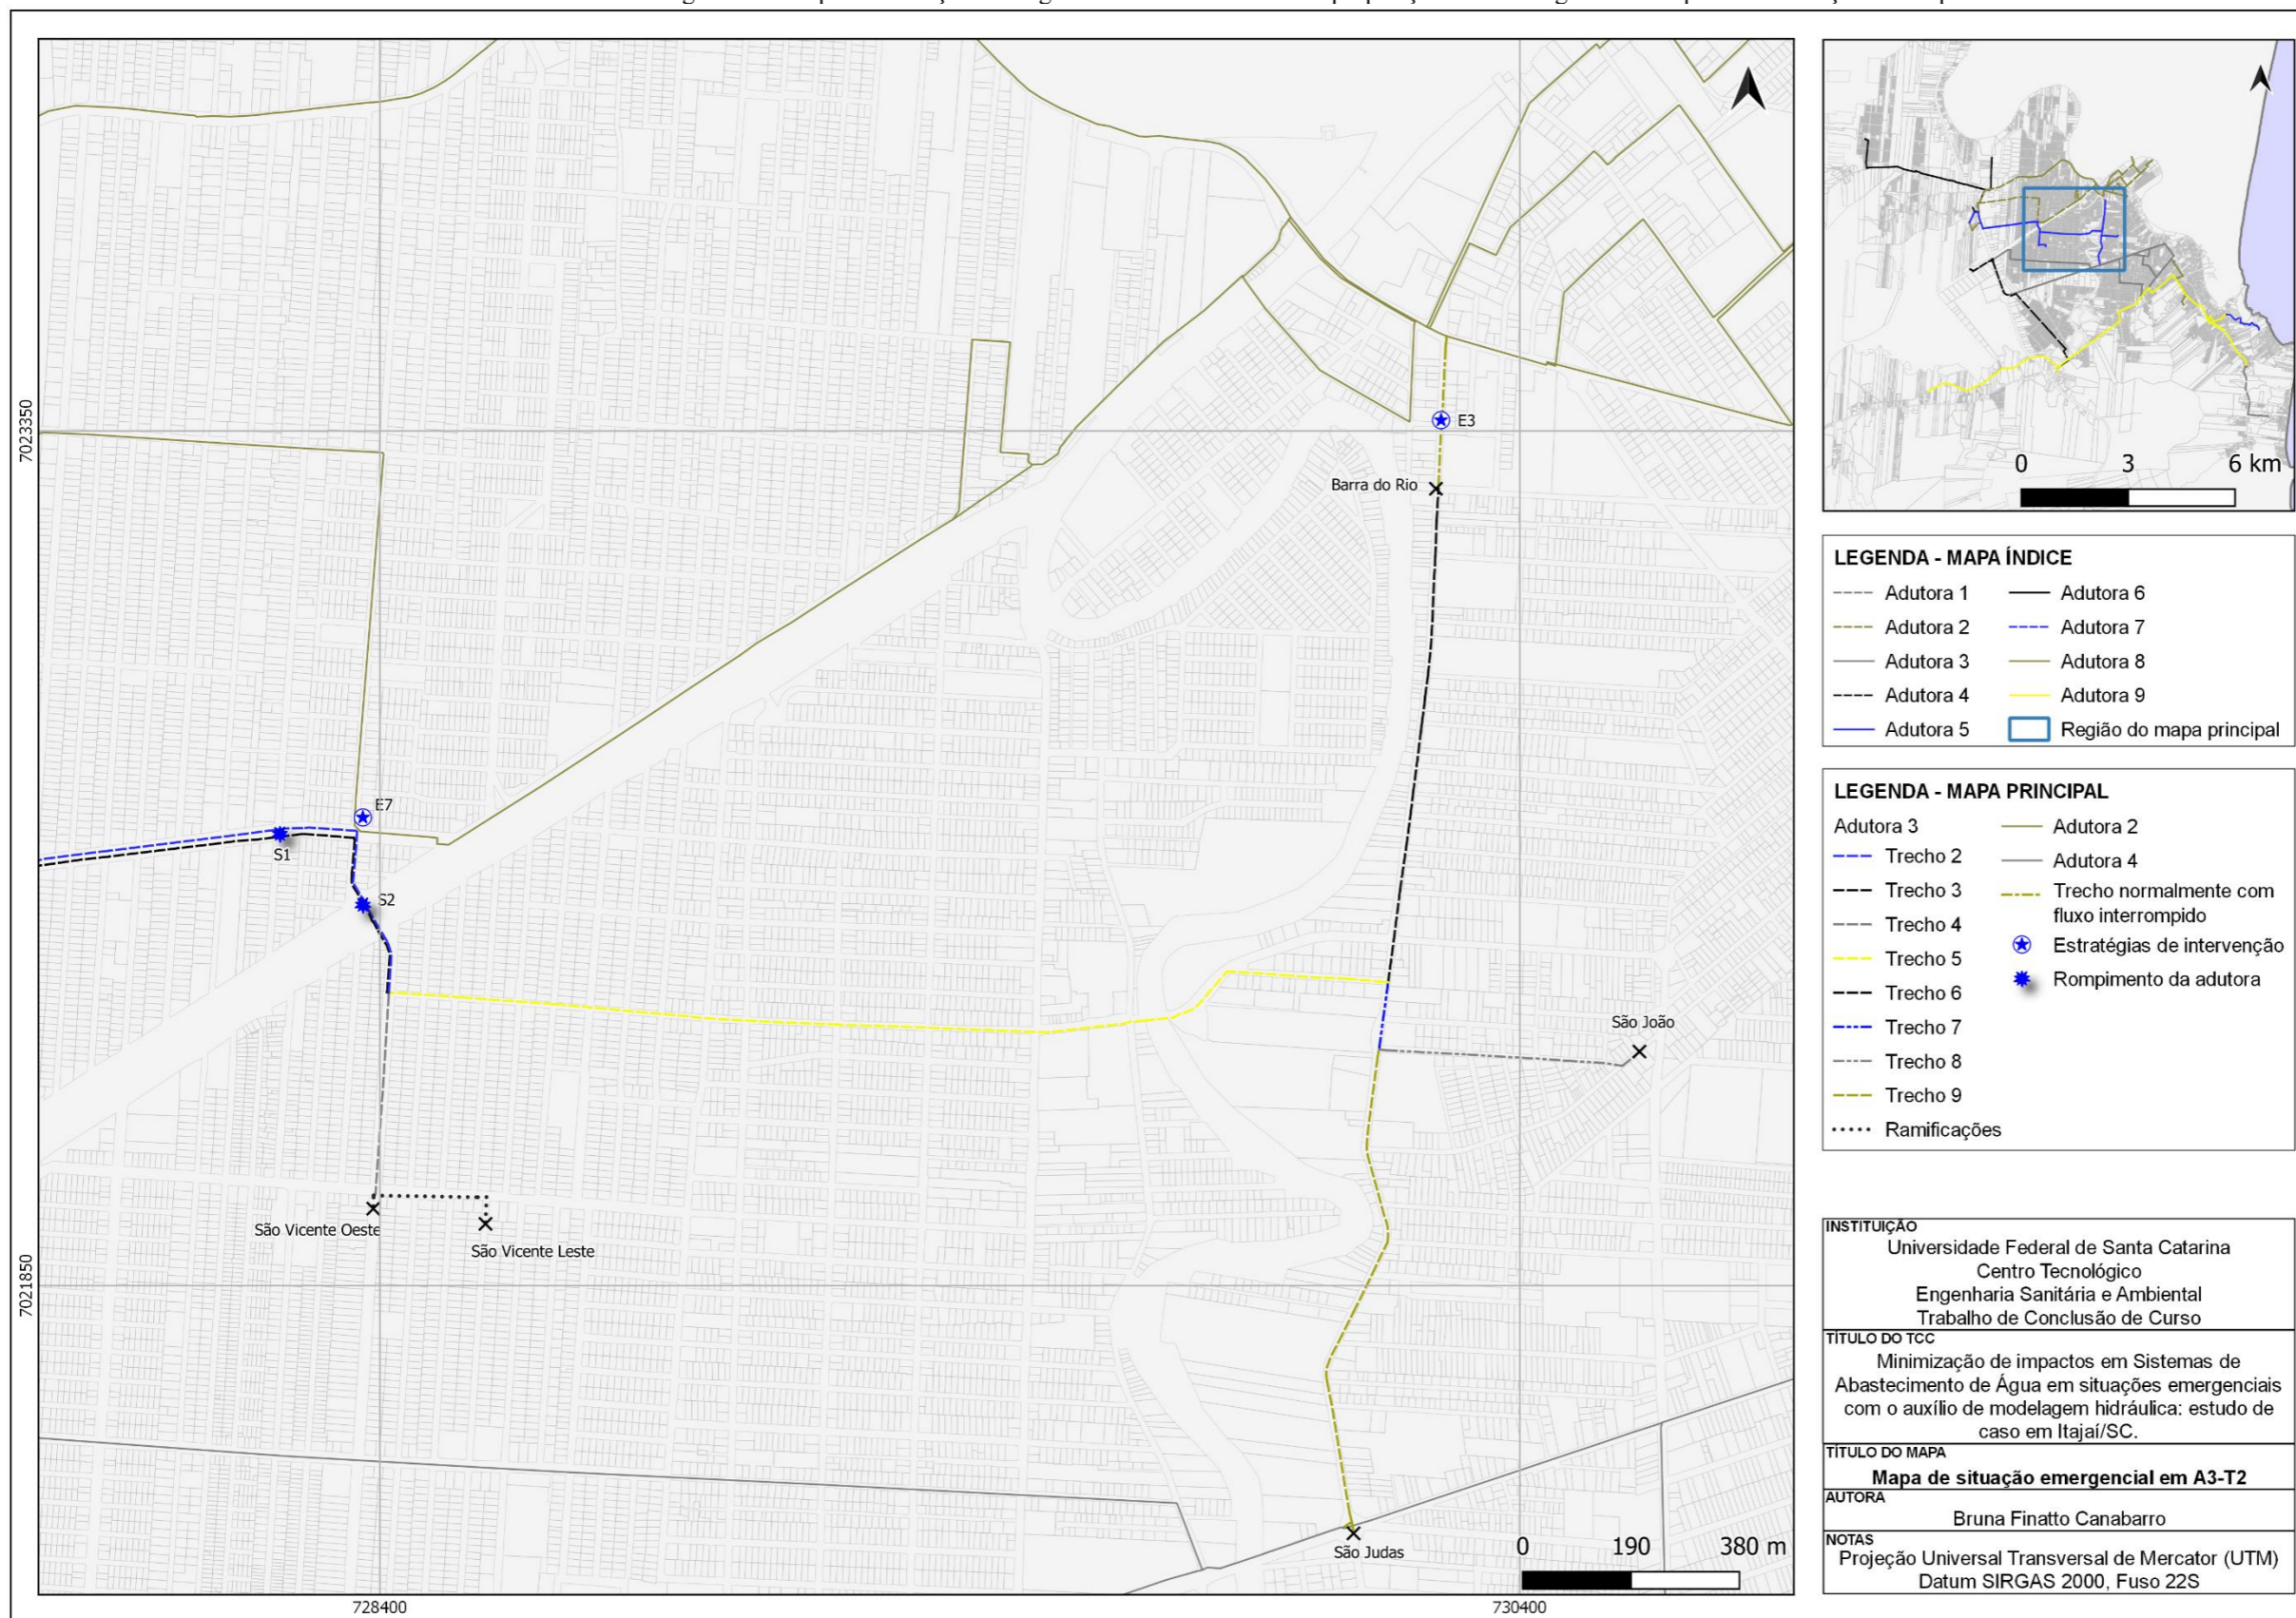 7023350
7021850
728400
730400
E3
Barra do Rio
E7
S1
S2
São João
São Vicente Oeste
São Vicente Leste
São Judas
0 190 380 m
0 3 6 km
LEGENDA - MAPA ÍNDICE
Adutora 1
Adutora 2
Adutora 3
Adutora 4
Adutora 5
Adutora 6
Adutora 7
Adutora 8
Adutora 9
Região do mapa principal
LEGENDA - MAPA PRINCIPAL
Adutora 3
Trecho 2
Trecho 3
Trecho 4
Trecho 5
Trecho 6
Trecho 7
Trecho 8
Trecho 9
Ramificações
Adutora 2
Adutora 4
Trecho normalmente com
fluxo interrompido
Estratégias de intervenção
Rompimento da adutora
INSTITUIÇÃO
Universidade Federal de Santa Catarina
Centro Tecnológico
Engenharia Sanitária e Ambiental
Trabalho de Conclusão de Curso
TÍTULO DO TCC
Minimização de impactos em Sistemas de
Abastecimento de Água em situações emergenciais
com o auxílio de modelagem hidráulica: estudo de
caso em Itajaí/SC.
TÍTULO DO MAPA
Mapa de situação emergencial em A3-T2
AUTORA
Bruna Finatto Canabarro
NOTAS
Projeção Universal Transversal de Mercator (UTM)
Datum SIRGAS 2000, Fuso 22S